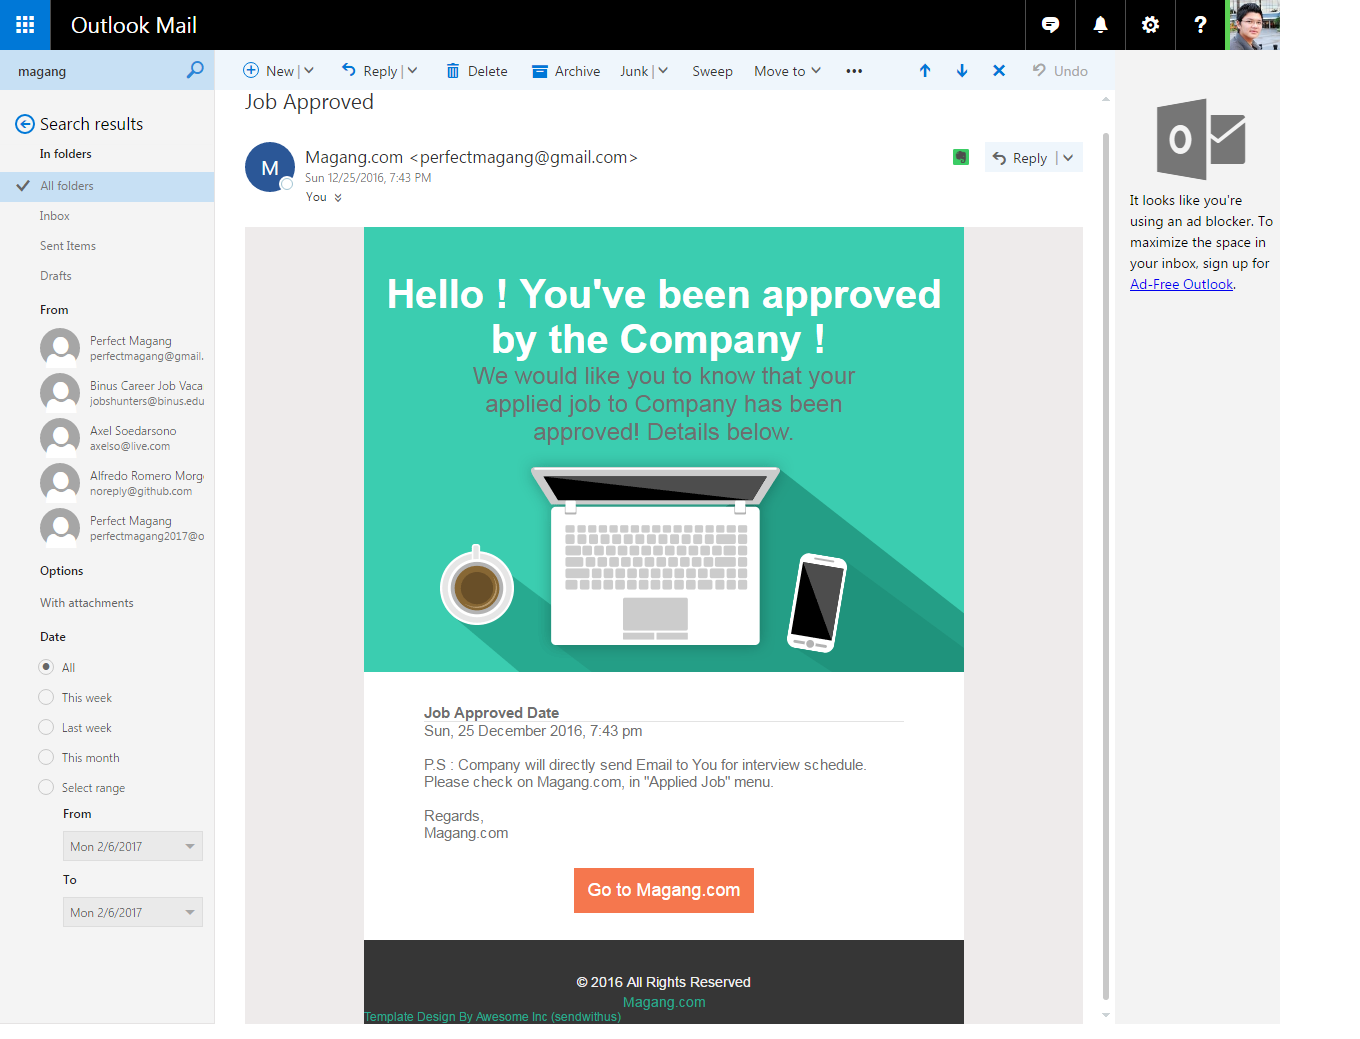 Outlook Mail
?
magang
New
Reply
Delete
Archive
Junk
Sweep
Move to
Undo
Search results
In folders
All folders
Inbox
Sent Items
Drafts
From
Perfect Magang
perfectmagang@gmail.
Binus Career Job Vaca
jobshunters@binus.edu
Axel Soedarsono
axelso@live.com
Alfredo Romero Morg
noreply@github.com
Perfect Magang
perfectmagang2017@o
Options
With attachments
Date
All
This week
Last week
This month
Select range
From
Mon 2/6/2017
To
Mon 2/6/2017
Job Approved
M
Magang.com <perfectmagang@gmail.com>
Sun 12/25/2016, 7:43 PM
You
Reply
Hello ! You've been approved
by the Company !
We would like you to know that your
applied job to Company has been
approved! Details below.
Job Approved Date
Sun, 25 December 2016, 7:43 pm
P.S : Company will directly send Email to You for interview schedule.
Please check on Magang.com, in "Applied Job" menu.
Regards,
Magang.com
Go to Magang.com
© 2016 All Rights Reserved
Magang.com
Template Design By Awesome Inc (sendwithus)
O
It looks like you're
using an ad blocker. To
maximize the space in
your inbox, sign up for
Ad-Free Outlook.